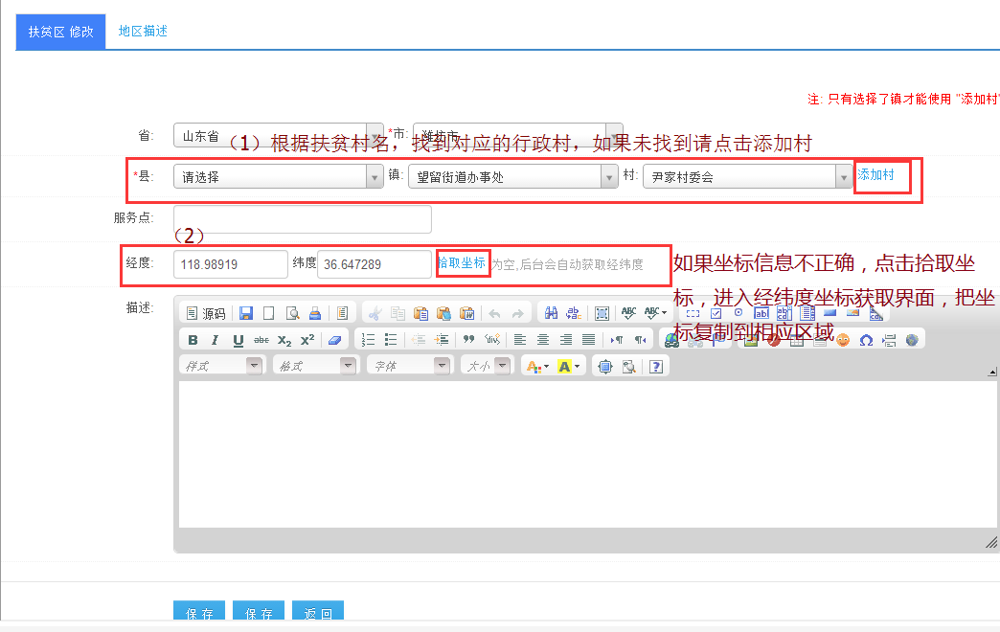 扶贫区 修改 地区描述
注: 只有选择了镇才能使用 "添加村"
省: 山东省 *市: 潍坊市
（1）根据扶贫村名，找到对应的行政村，如果未找到请点击添加村
*县: 请选择 镇: 望留街道办事处 村: 尹家村委会 添加村
服务点:
（2）
经度: 118.98919 纬度 36.647289 拾取坐标 为空,后台会自动获取经纬度
如果坐标信息不正确，点击拾取坐
标，进入经纬度坐标获取界面，把坐
标复制到相应区域
描述: 源码
样式 格式 字体 大小
保 存 保 存 返 回